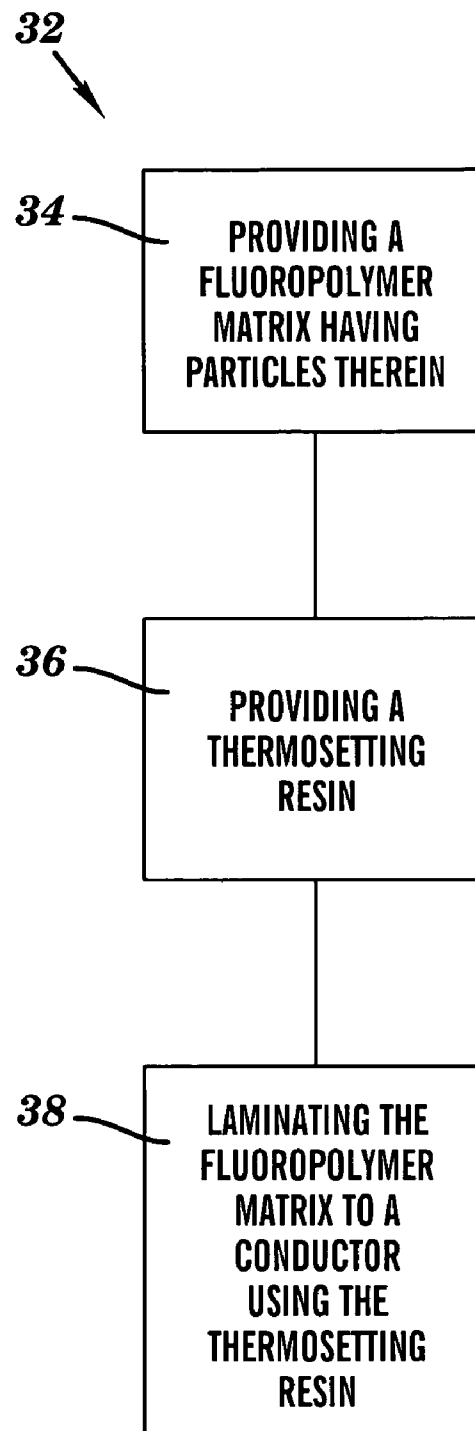 32
34
PROVIDING A
FLUOROPOLYMER
MATRIX HAVING
PARTICLES THEREIN
36
PROVIDING A
THERMOSETTING
RESIN
38
LAMINATING THE
FLUOROPOLYMER
MATRIX TO A
CONDUCTOR
USING THE
THERMOSETTING
RESIN